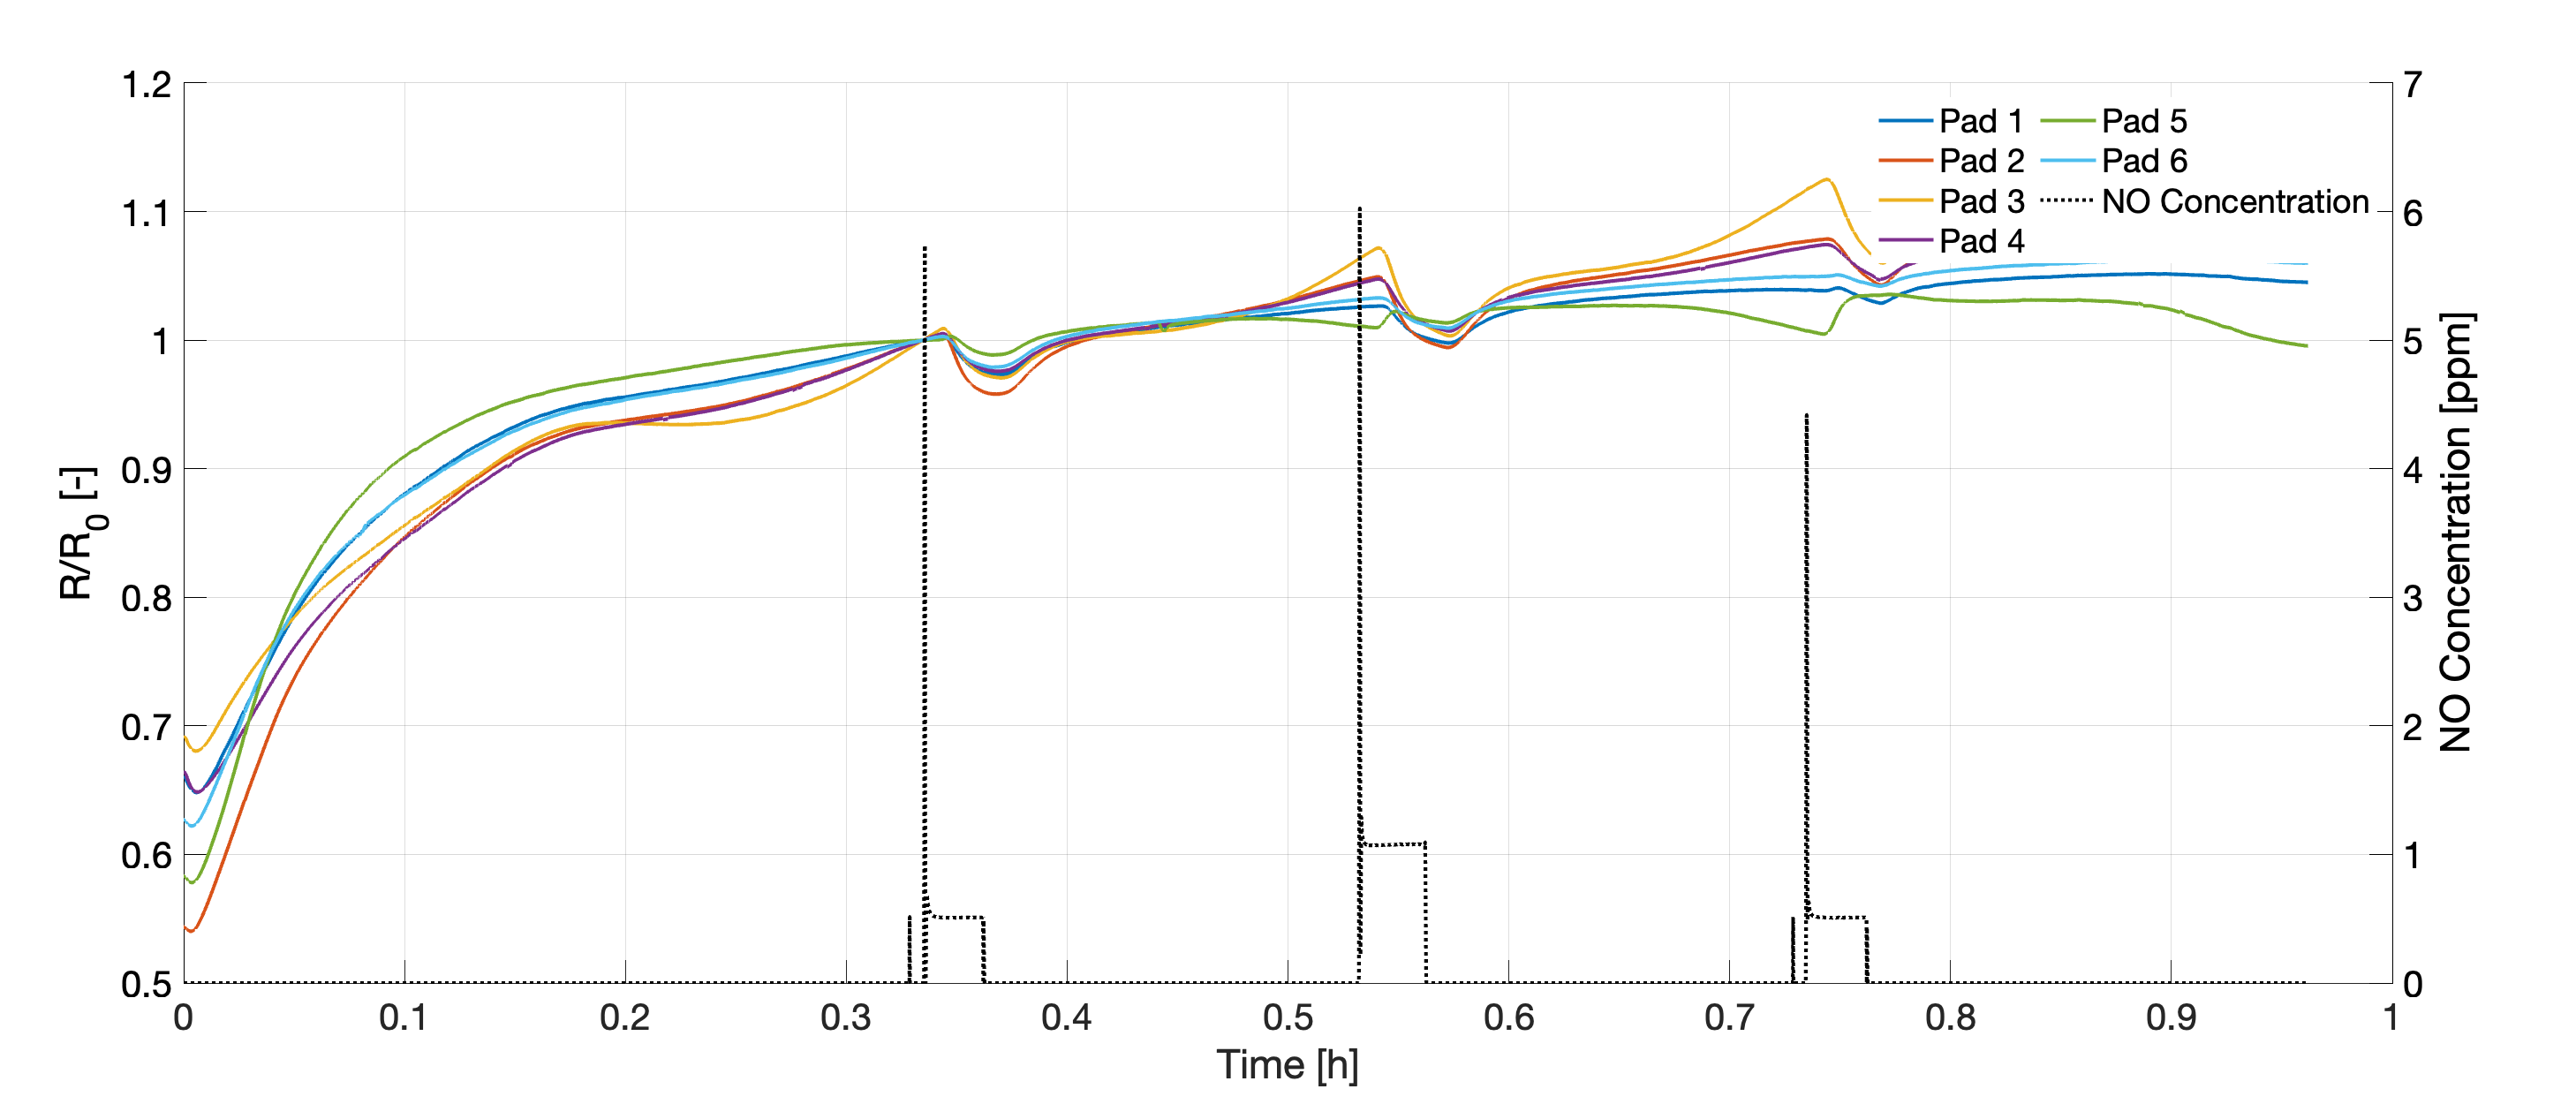 1.2
1.1
1
0.9
0.8
0.7
0.6
0.5
R/R0 [-]
0
0.1
0.2
0.3
0.4
0.5
0.6
0.7
0.8
0.9
1
Time [h]
7
6
5
4
3
2
1
0
NO Concentration [ppm]
Pad 1
Pad 2
Pad 3
Pad 4
Pad 5
Pad 6
NO Concentration